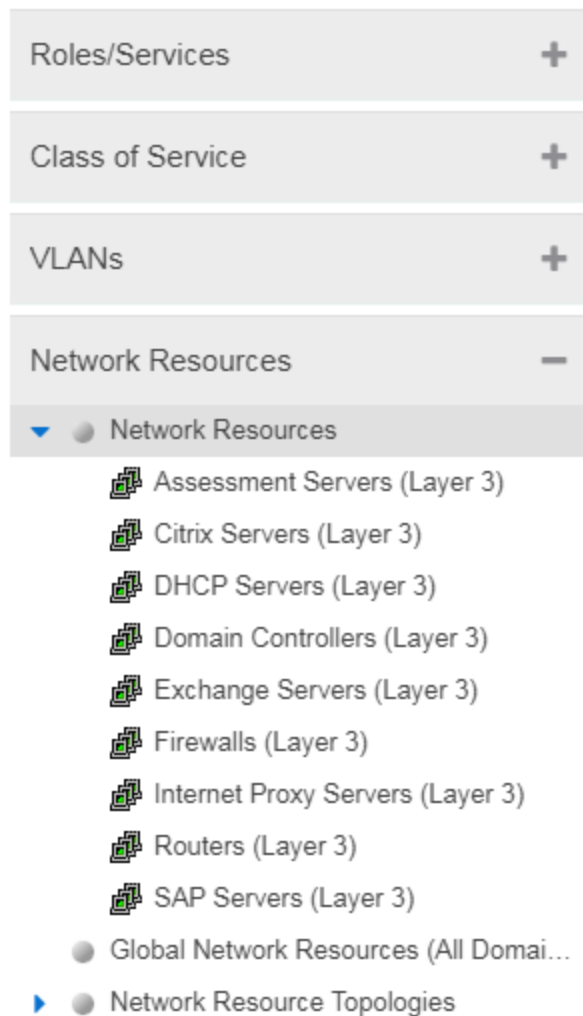 Roles/Services
Class of Service
VLANs
Network Resources
Network Resources
Assessment Servers (Layer 3)
Citrix Servers (Layer 3)
DHCP Servers (Layer 3)
Domain Controllers (Layer 3)
Exchange Servers (Layer 3)
Firewalls (Layer 3)
Internet Proxy Servers (Layer 3)
Routers (Layer 3)
SAP Servers (Layer 3)
Global Network Resources (All Domai...
Network Resource Topologies